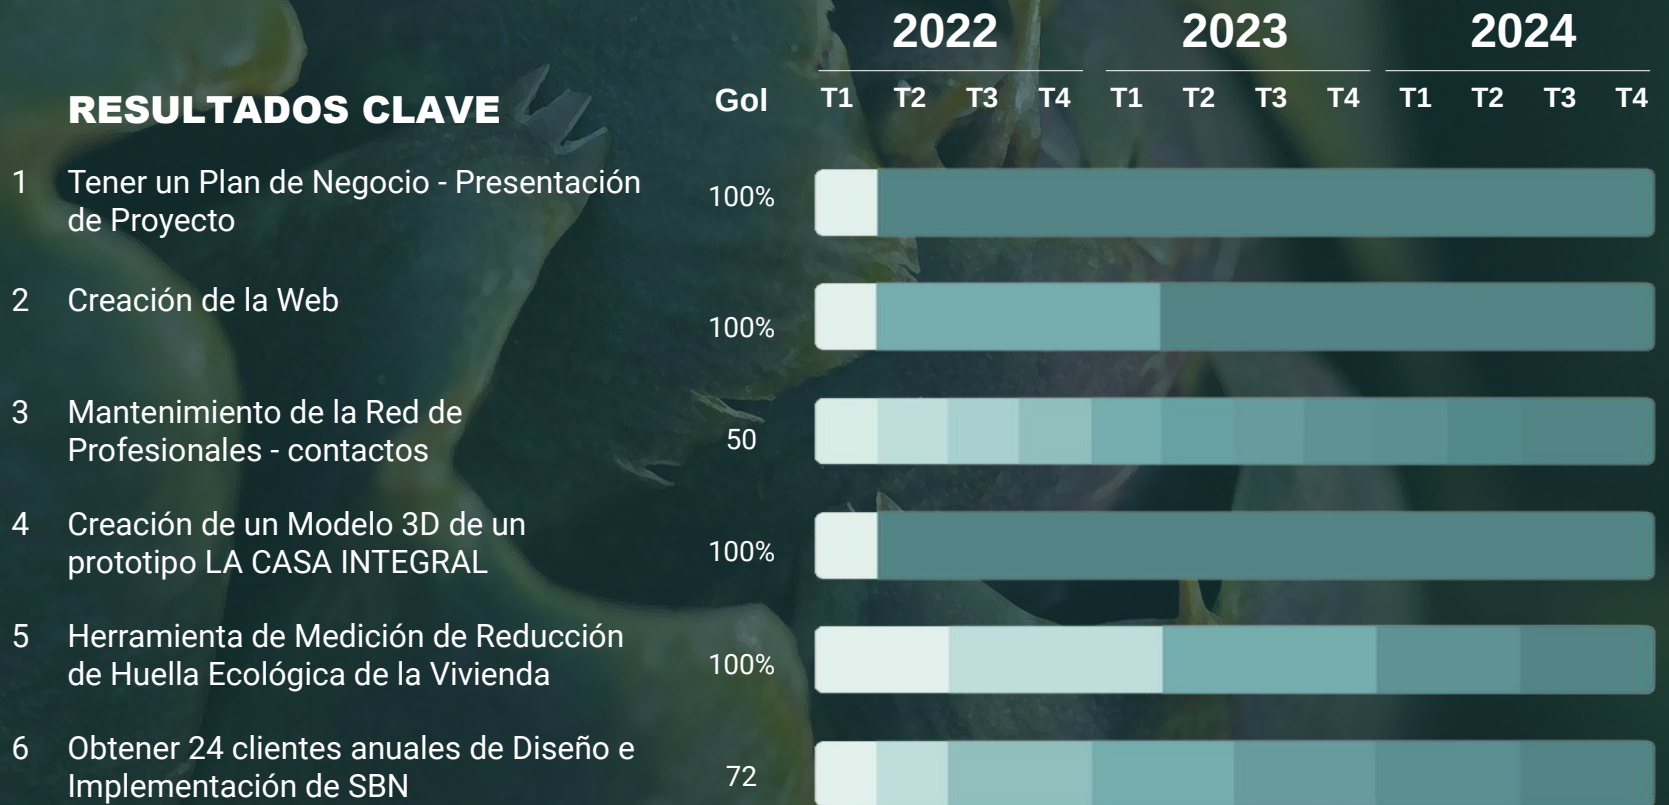 2022 2023 2024
RESULTADOS CLAVE Gol T1 T2 T3 T4 T1 T2 T3 T4 T1 T2 T3 T4
1 Tener un Plan de Negocio - Presentación
de Proyecto
100%
2 Creación de la Web
100%
3 Mantenimiento de la Red de
Profesionales - contactos
50
4 Creación de un Modelo 3D de un
prototipo LA CASA INTEGRAL
100%
5 Herramienta de Medición de Reducción
de Huella Ecológica de la Vivienda
100%
6 Obtener 24 clientes anuales de Diseño e
Implementación de SBN
72